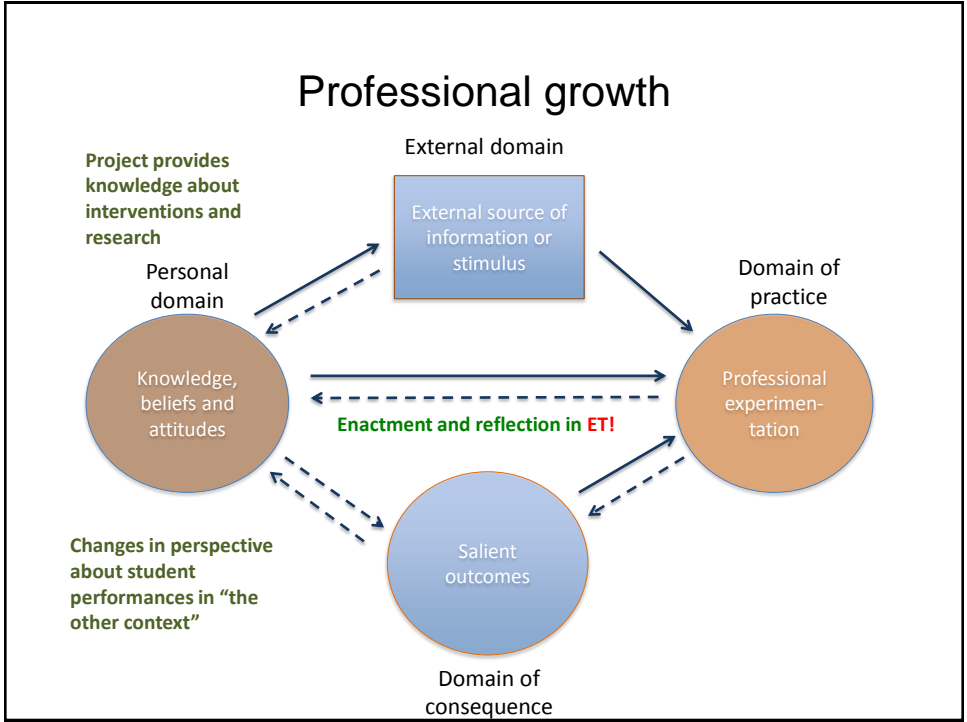 Professional growth
External domain
Project provides
knowledge about
interventions and
research
External source of
information or
stimulus
Personal
domain
Domain of
practice
Knowledge,
beliefs and
attitudes
Professional
experimen-
tation
Enactment and reflection in ET!
Salient
outcomes
Changes in perspective
about student
performances in “the
other context”
Domain of
consequence